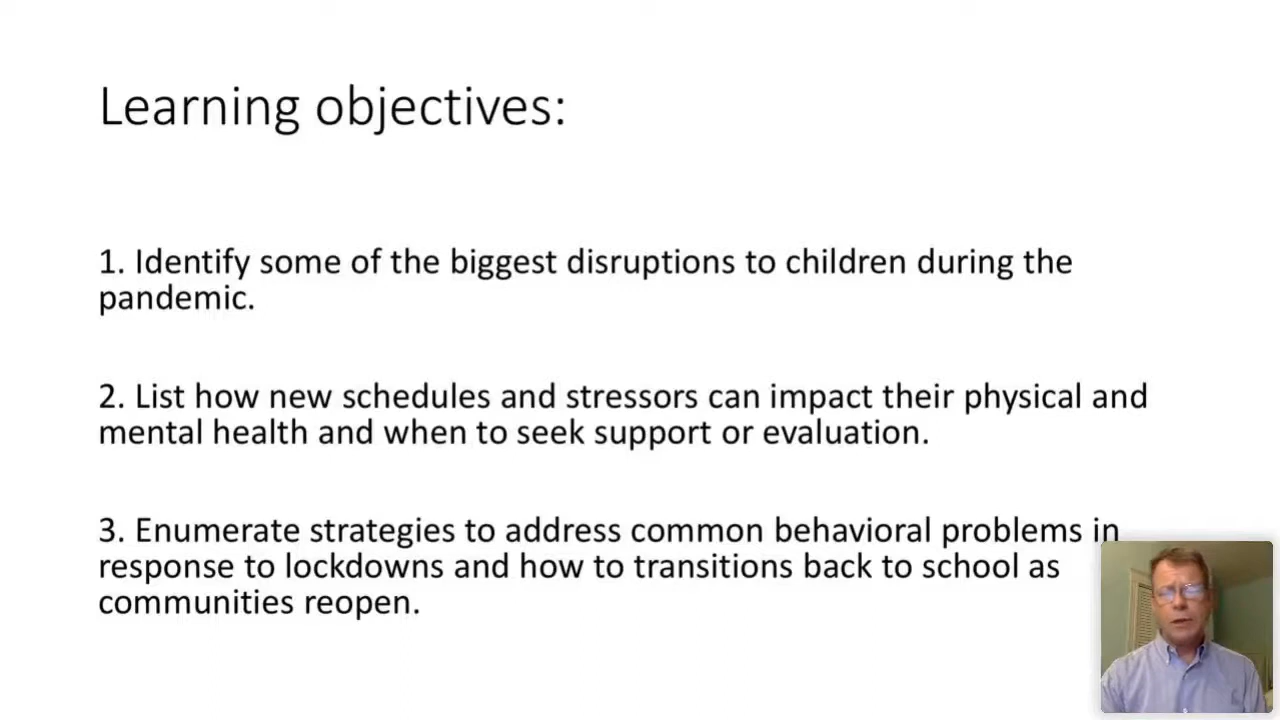 Learning objectives:
1. Identify some of the biggest disruptions to children during the
pandemic.
2. List how new schedules and stressors can impact their physical and
mental health and when to seek support or evaluation.
3. Enumerate strategies to address common behavioral problems in
response to lockdowns and how to transitions back to school as
communities reopen.